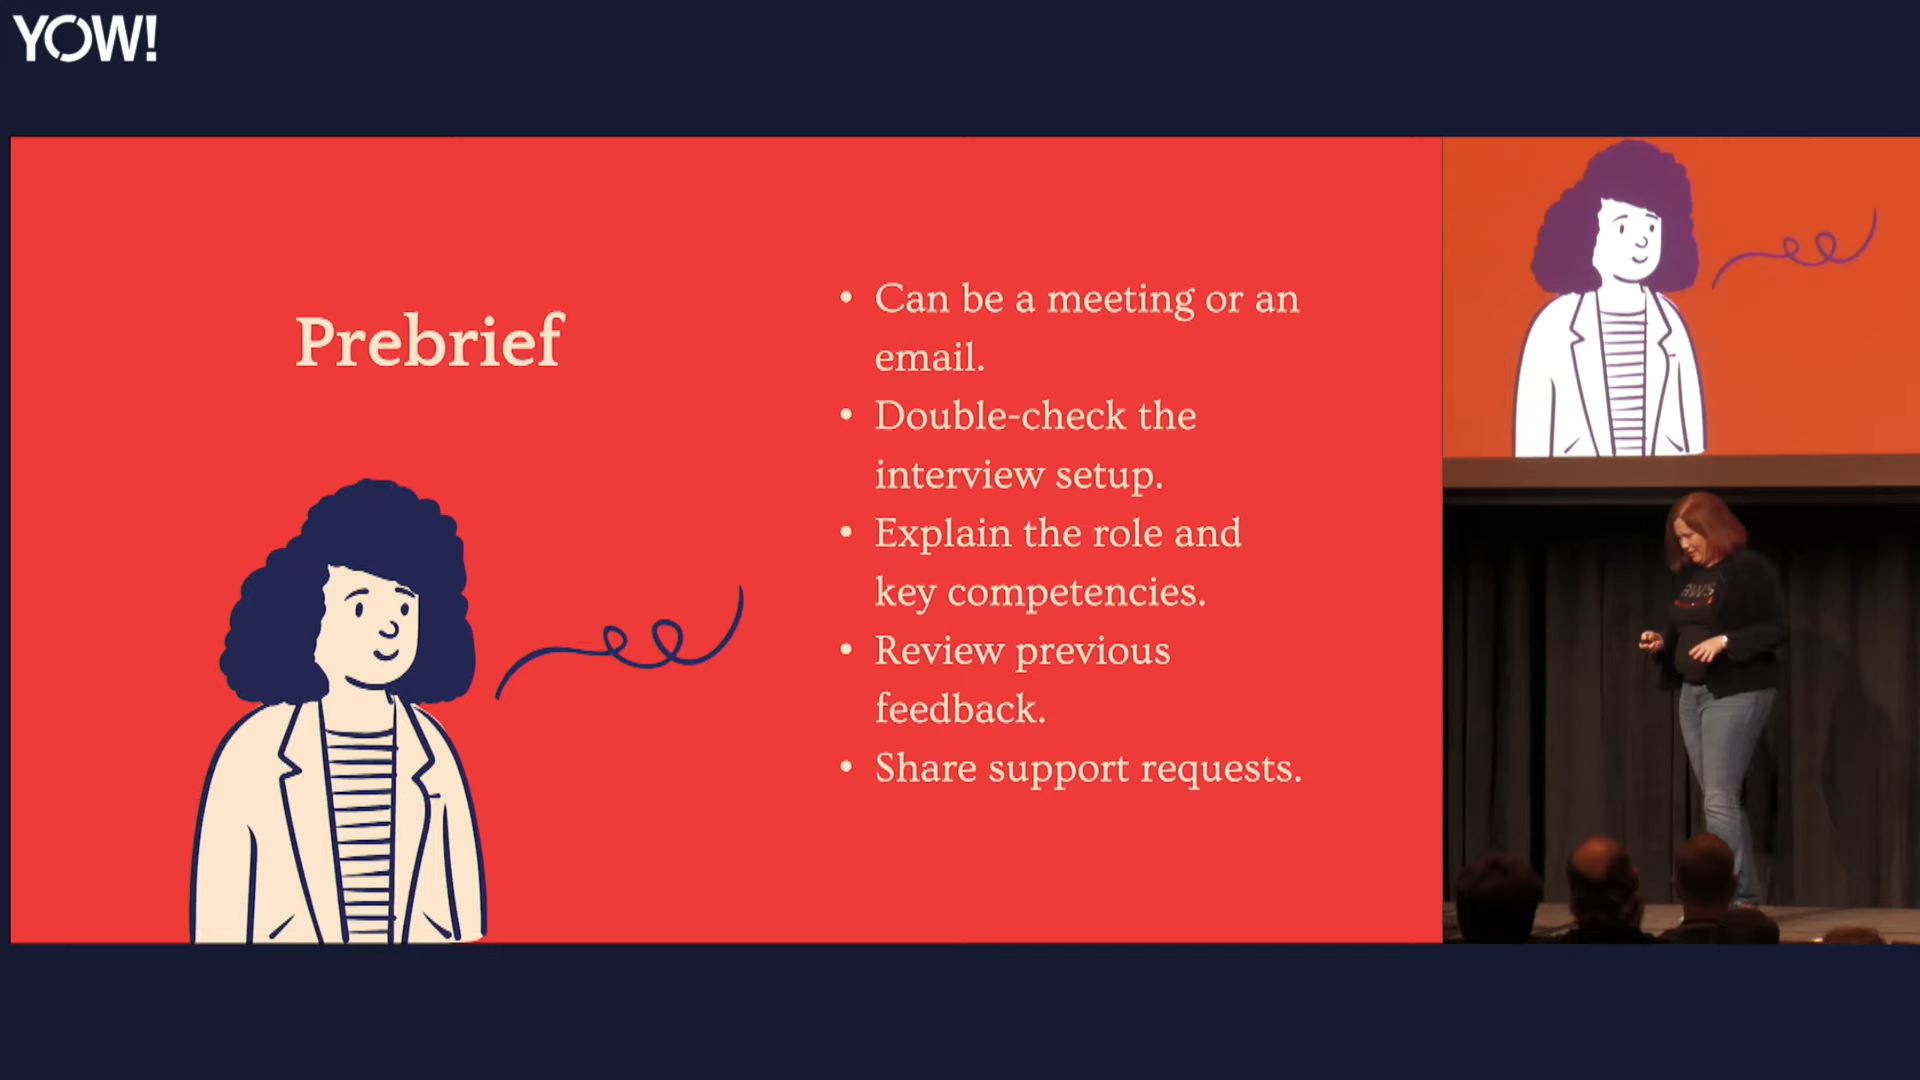 YOW!
Prebrief
• Can be a meeting or an
email.
• Double-check the
interview setup.
• Explain the role and
key competencies.
• Review previous
feedback.
• Share support requests.
aws